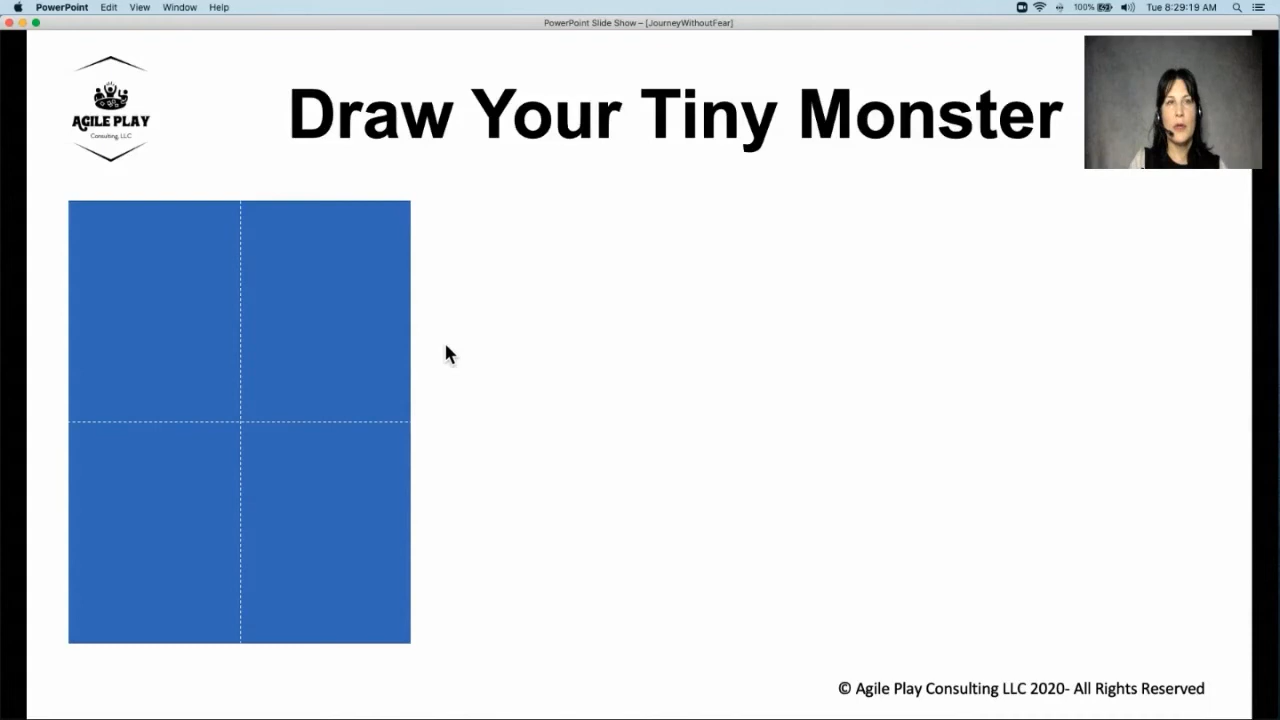 PowerPoint Edit View Window Help
100% Tue 8:29:19 AM
PowerPoint Slide Show – [JourneyWithoutFear]
AGILE PLAY
Consulting, LLC
Draw Your Tiny Monster
© Agile Play Consulting LLC 2020- All Rights Reserved